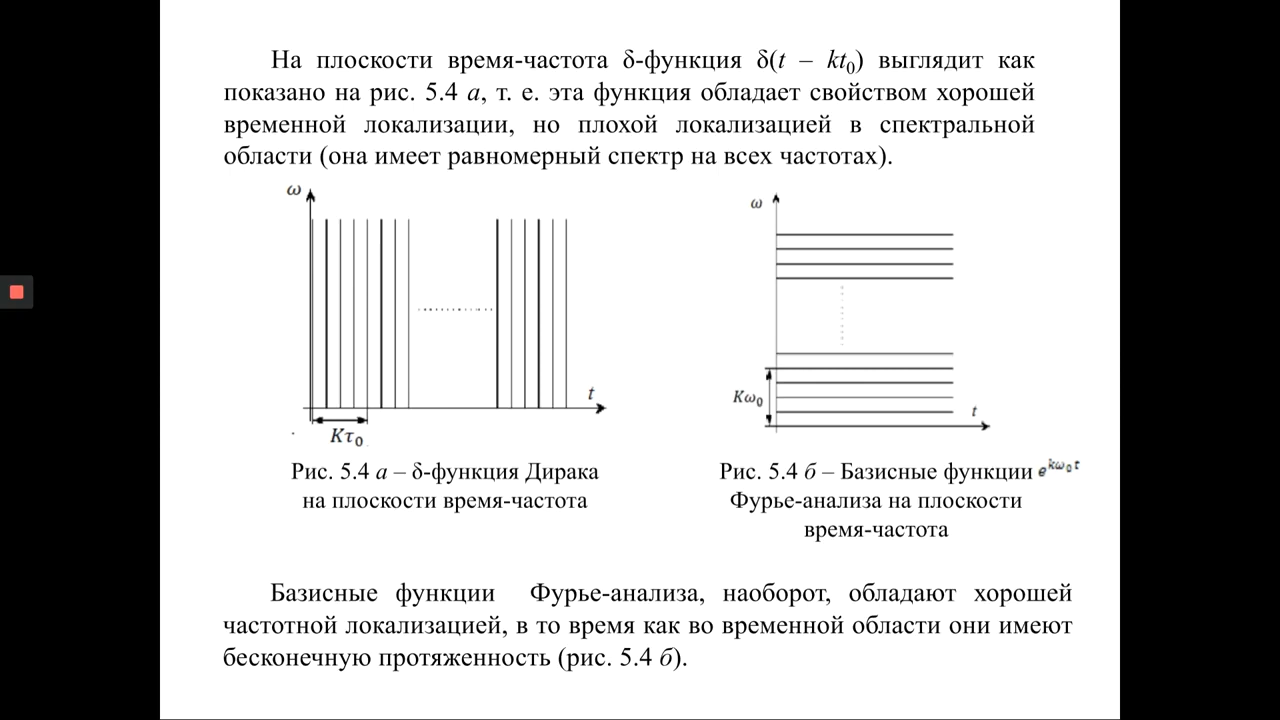 На плоскости время-частота δ-функция δ(t – kt₀) выглядит как
показано на рис. 5.4 а, т. е. эта функция обладает свойством хорошей
временной локализации, но плохой локализацией в спектральной
области (она имеет равномерный спектр на всех частотах).
ω
t
Kτ₀
ω
Kω₀
t
Рис. 5.4 а – δ-функция Дирака
на плоскости время-частота
Рис. 5.4 б – Базисные функции e^{kω₀t}
Фурье-анализа на плоскости
время-частота
Базисные функции Фурье-анализа, наоборот, обладают хорошей
частотной локализацией, в то время как во временной области они имеют
бесконечную протяженность (рис. 5.4 б).